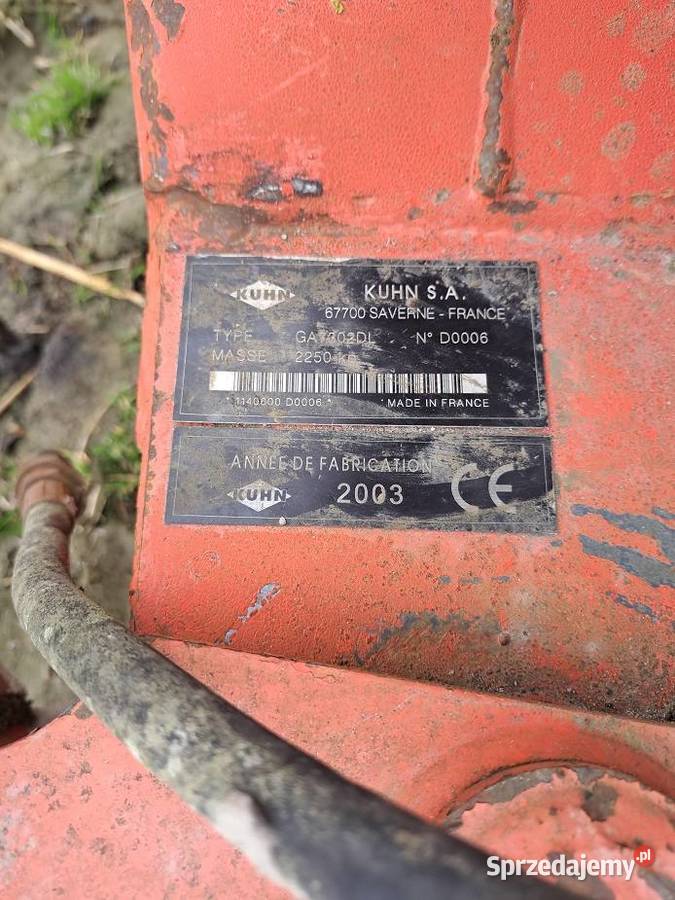 KUHN KUHN S.A.
67700 SAVERNE - FRANCE
TYPE GA7302DL N° D0006
MASSE 2250 kg
* 1140600 D0006 * MADE IN FRANCE
ANNEE DE FABRICATION
KUHN 2003 CE
Sprzedajemy.pl